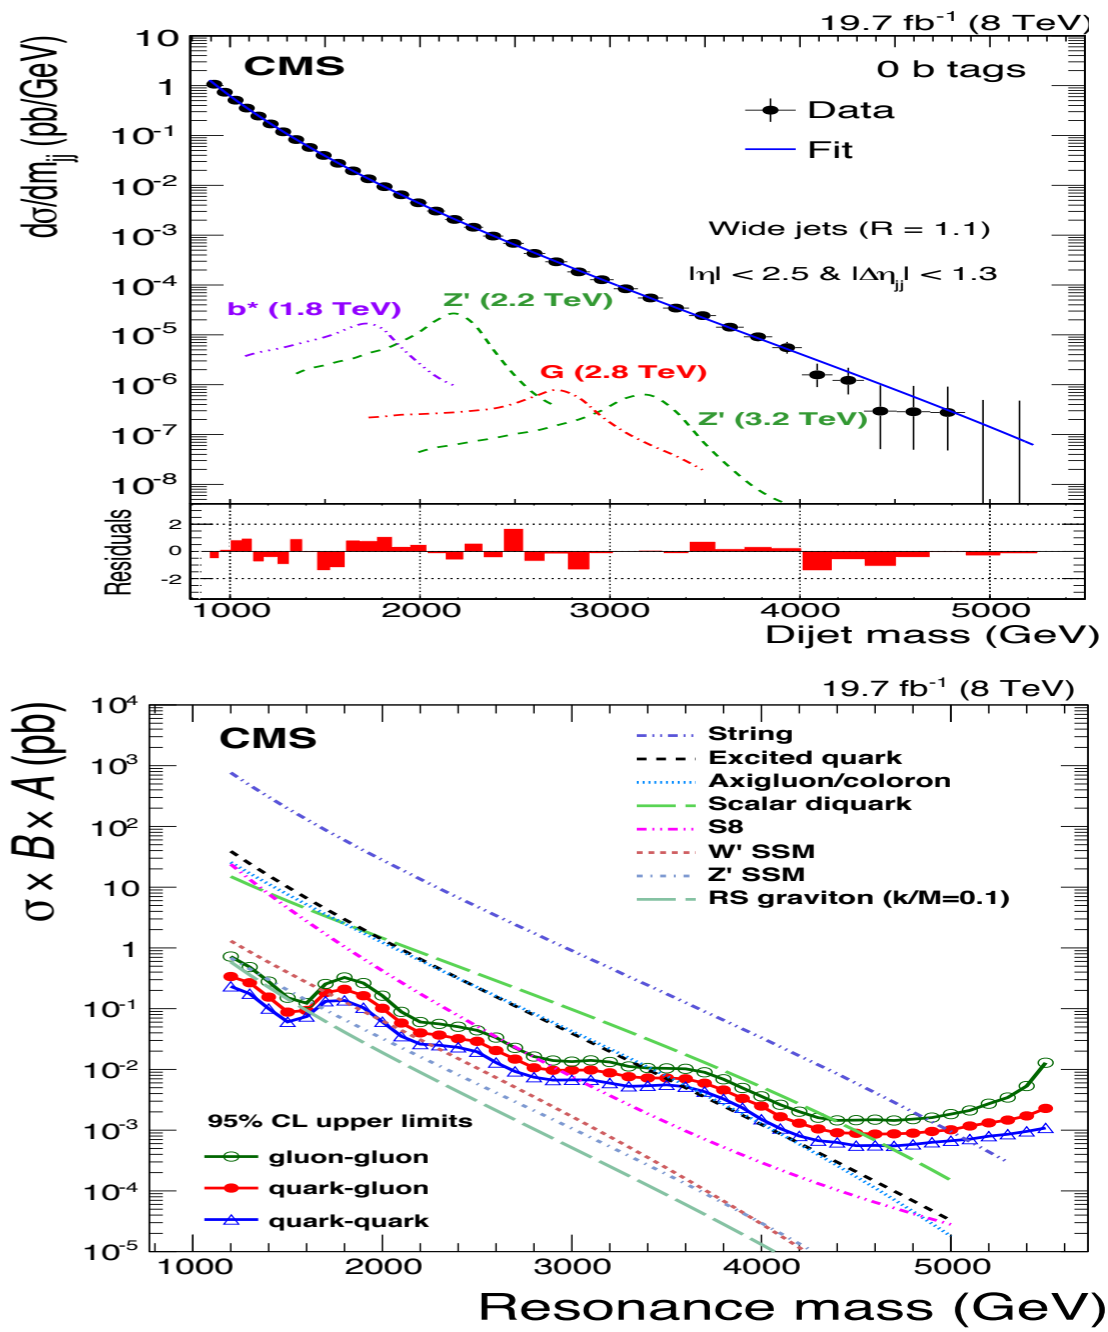 19.7 fb⁻¹ (8 TeV)
CMS
0 b tags
Data
Fit
Wide jets (R = 1.1)
|η| < 2.5 & |Δη_jj| < 1.3
b* (1.8 TeV)
Z' (2.2 TeV)
G (2.8 TeV)
Z' (3.2 TeV)
dσ/dm_jj (pb/GeV)
10
1
10⁻¹
10⁻²
10⁻³
10⁻⁴
10⁻⁵
10⁻⁶
10⁻⁷
10⁻⁸
Residuals
2
0
-2
1000 2000 3000 4000 5000
Dijet mass (GeV)
19.7 fb⁻¹ (8 TeV)
CMS
String
Excited quark
Axigluon/coloron
Scalar diquark
S8
W' SSM
Z' SSM
RS graviton (k/M=0.1)
σ × B × A (pb)
10⁴
10³
10²
10
1
10⁻¹
10⁻²
10⁻³
10⁻⁴
10⁻⁵
95% CL upper limits
gluon-gluon
quark-gluon
quark-quark
1000 2000 3000 4000 5000
Resonance mass (GeV)